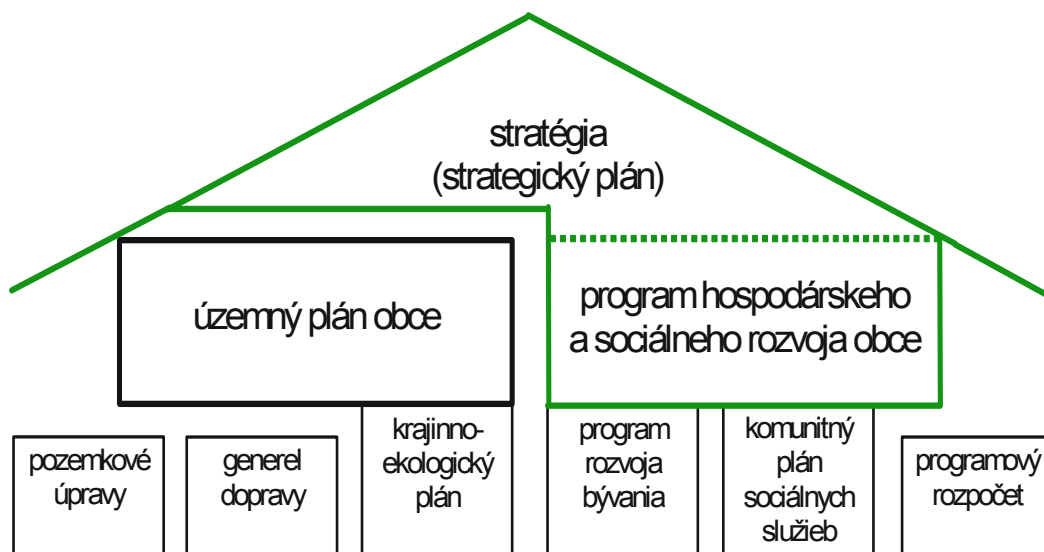 stratégia
(strategický plán)
územný plán obce
program hospodárskeho
a sociálneho rozvoja obce
pozemkové
úpravy
generel
dopravy
krajinno-
ekologický
plán
program
rozvoja
bývania
komunitný
plán
sociálnych
služieb
programový
rozpočet